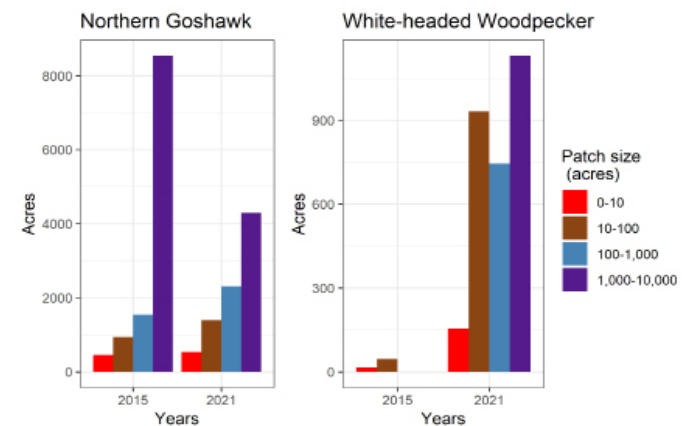 Northern Goshawk
8000
6000
4000
2000
0
Acres
2015 2021
Years
White-headed Woodpecker
900
600
300
0
Acres
2015 2021
Years
Patch size
(acres)
0-10
10-100
100-1,000
1,000-10,000